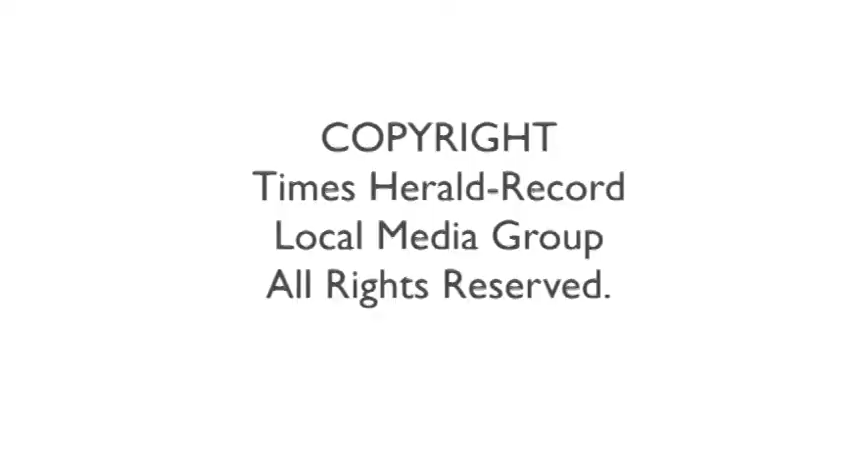 COPYRIGHT
Times Herald-Record
Local Media Group
All Rights Reserved.